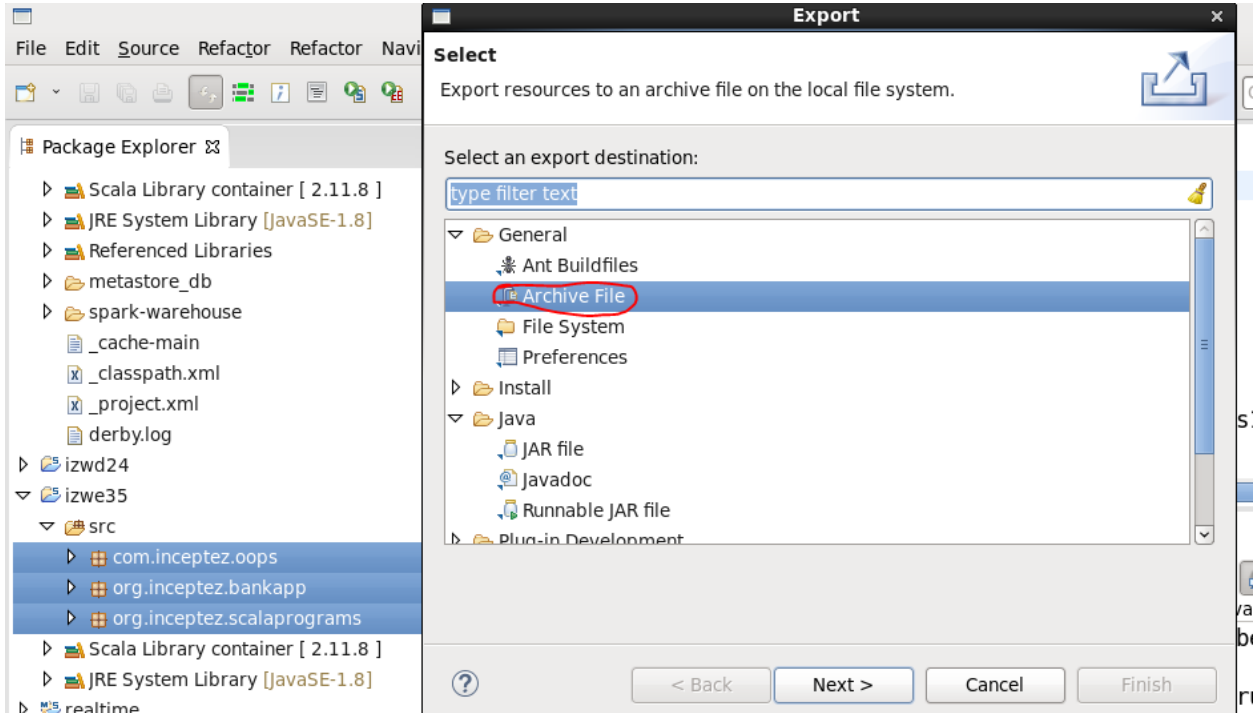 Export
File Edit Source Refactor Refactor Navi
Package Explorer
Scala Library container [ 2.11.8 ]
JRE System Library [JavaSE-1.8]
Referenced Libraries
metastore_db
spark-warehouse
_cache-main
_classpath.xml
_project.xml
derby.log
izwd24
izwe35
src
com.inceptez.oops
org.inceptez.bankapp
org.inceptez.scalaprograms
Scala Library container [ 2.11.8 ]
JRE System Library [JavaSE-1.8]
realtime
Select
Export resources to an archive file on the local file system.
Select an export destination:
type filter text
General
Ant Buildfiles
Archive File
File System
Preferences
Install
Java
JAR file
Javadoc
Runnable JAR file
Plug-in Development
< Back Next > Cancel Finish